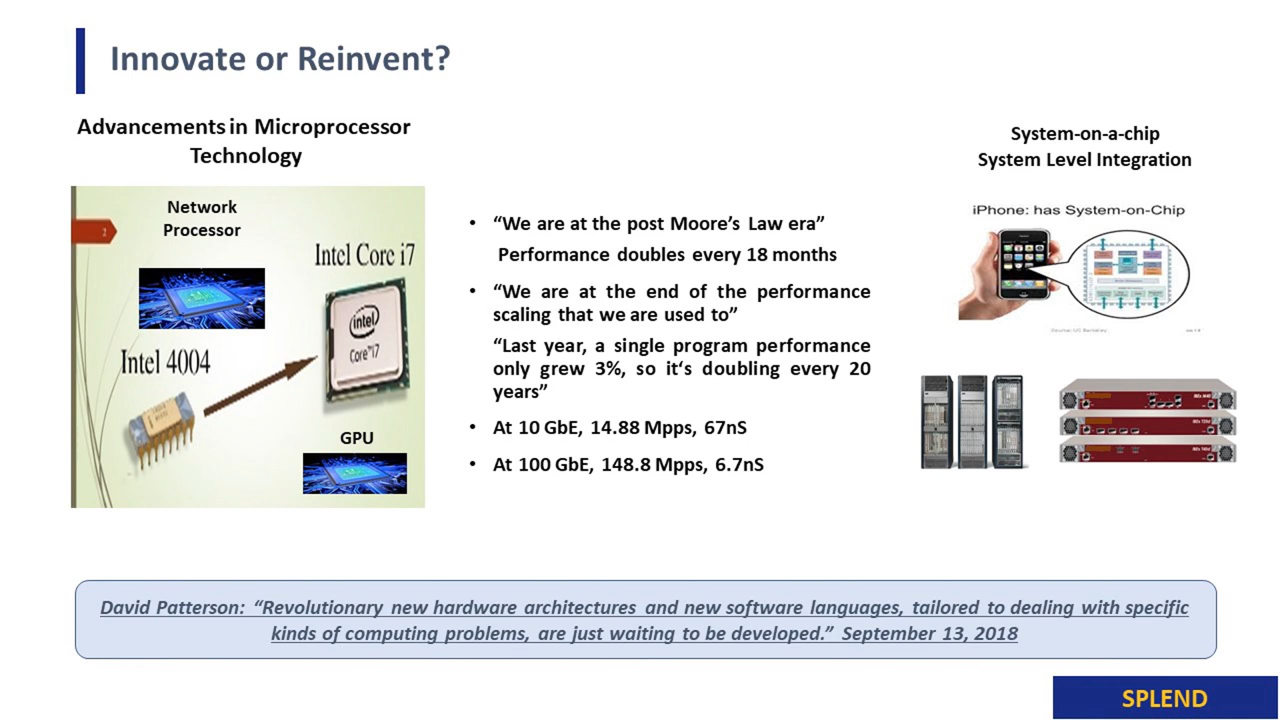 Innovate or Reinvent?
Advancements in Microprocessor
Technology
2
Network
Processor
Intel Core i7
intel
Core™i7
Intel 4004
GPU
• “We are at the post Moore’s Law era”
Performance doubles every 18 months
• “We are at the end of the performance
scaling that we are used to”
“Last year, a single program performance
only grew 3%, so it‘s doubling every 20
years”
• At 10 GbE, 14.88 Mpps, 67nS
• At 100 GbE, 148.8 Mpps, 6.7nS
System-on-a-chip
System Level Integration
iPhone: has System-on-Chip
Source: UC Berkeley
David Patterson: “Revolutionary new hardware architectures and new software languages, tailored to dealing with specific
kinds of computing problems, are just waiting to be developed.” September 13, 2018
SPLEND